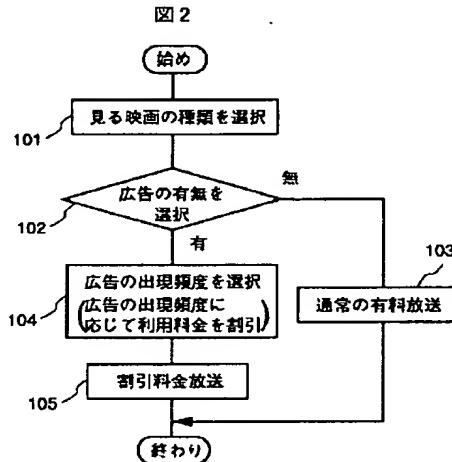 図2
始め
101
見る映画の種類を選択
102
広告の有無を
選択
無
有
103
通常の有料放送
104
広告の出現頻度を選択
(広告の出現頻度に
応じて利用料金を割引)
105
割引料金放送
終わり